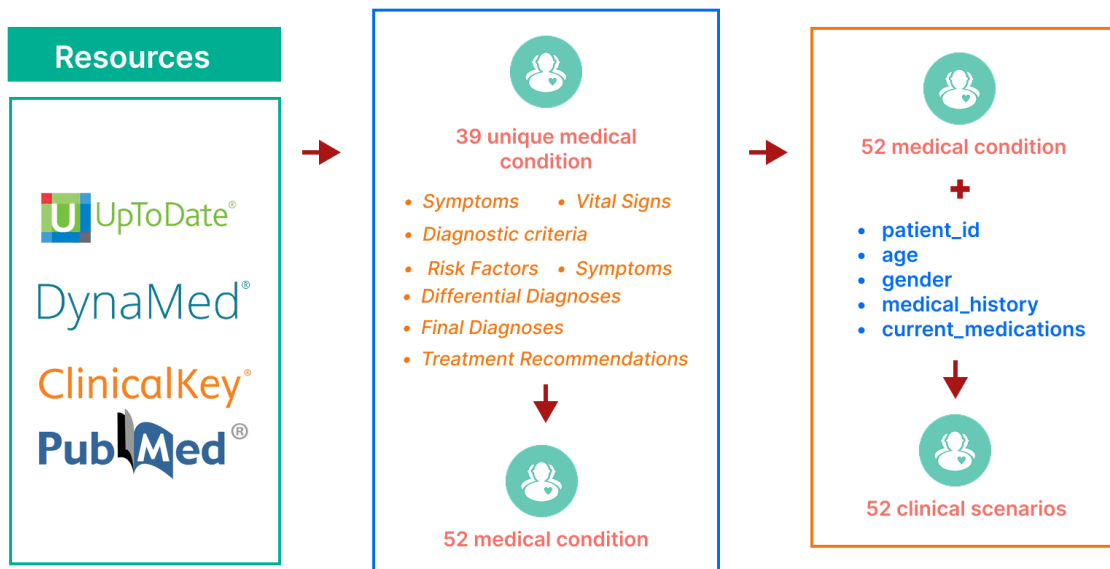 Resources
UpToDate®
DynaMed®
ClinicalKey®
PubMed®
39 unique medical
condition
• Symptoms • Vital Signs
• Diagnostic criteria
• Risk Factors • Symptoms
• Differential Diagnoses
• Final Diagnoses
• Treatment Recommendations
52 medical condition
52 medical condition
+
• patient_id
• age
• gender
• medical_history
• current_medications
52 clinical scenarios